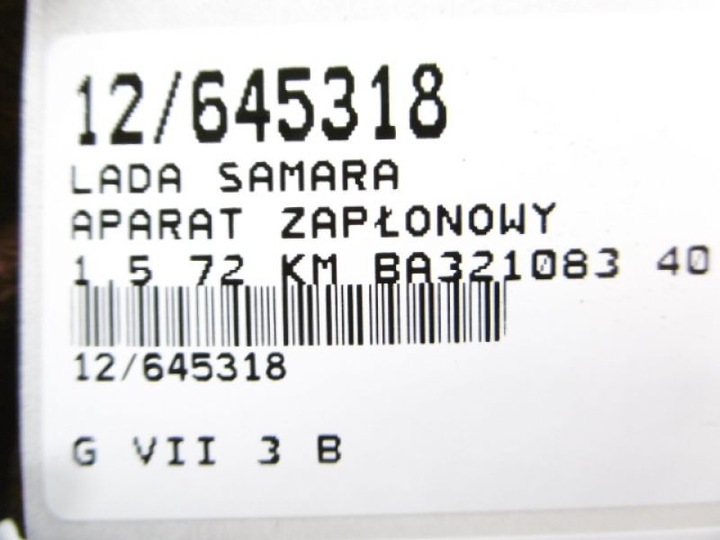 12/645318
LADA SAMARA
APARAT ZAPŁONOWY
1.5 72 KM BA321083 40
12/645318
G VII 3 B